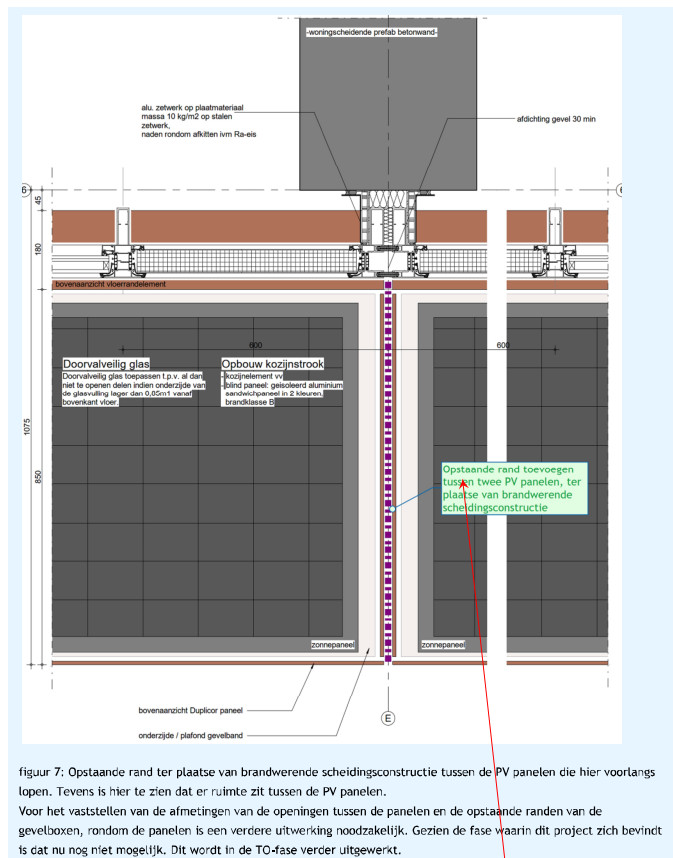 -woningscheidende prefab betonwand-
alu. zetwerk op plaatmateriaal
massa 10 kg/m2 op stalen
zetwerk,
naden rondom afkitten ivm Ra-eis
afdichting gevel 30 min
6
6
45
180
bovenaanzicht vloerrandelement
600
600
Doorvalveilig glas
Doorvalveilig glas toepassen t.p.v. al dan
niet te openen delen indien onderzijde van
de glasvulling lager dan 0,85m1 vanaf
bovenkant vloer.
Opbouw kozijnstrook
- kozijnelement vv
- blind paneel: geisoleerd aluminium
sandwichpaneel in 2 kleuren,
brandklasse B
1075
850
Opstaande rand toevoegen
tussen twee PV panelen, ter
plaatse van brandwerende
scheidingsconstructie
zonnepaneel
zonnepaneel
bovenaanzicht Duplicor paneel
E
onderzijde / plafond gevelband
figuur 7: Opstaande rand ter plaatse van brandwerende scheidingsconstructie tussen de PV panelen die hier voorlangs
lopen. Tevens is hier te zien dat er ruimte zit tussen de PV panelen.
Voor het vaststellen van de afmetingen van de openingen tussen de panelen en de opstaande randen van de
gevelboxen, rondom de panelen is een verdere uitwerking noodzakelijk. Gezien de fase waarin dit project zich bevindt
is dat nu nog niet mogelijk. Dit wordt in de TO-fase verder uitgewerkt.